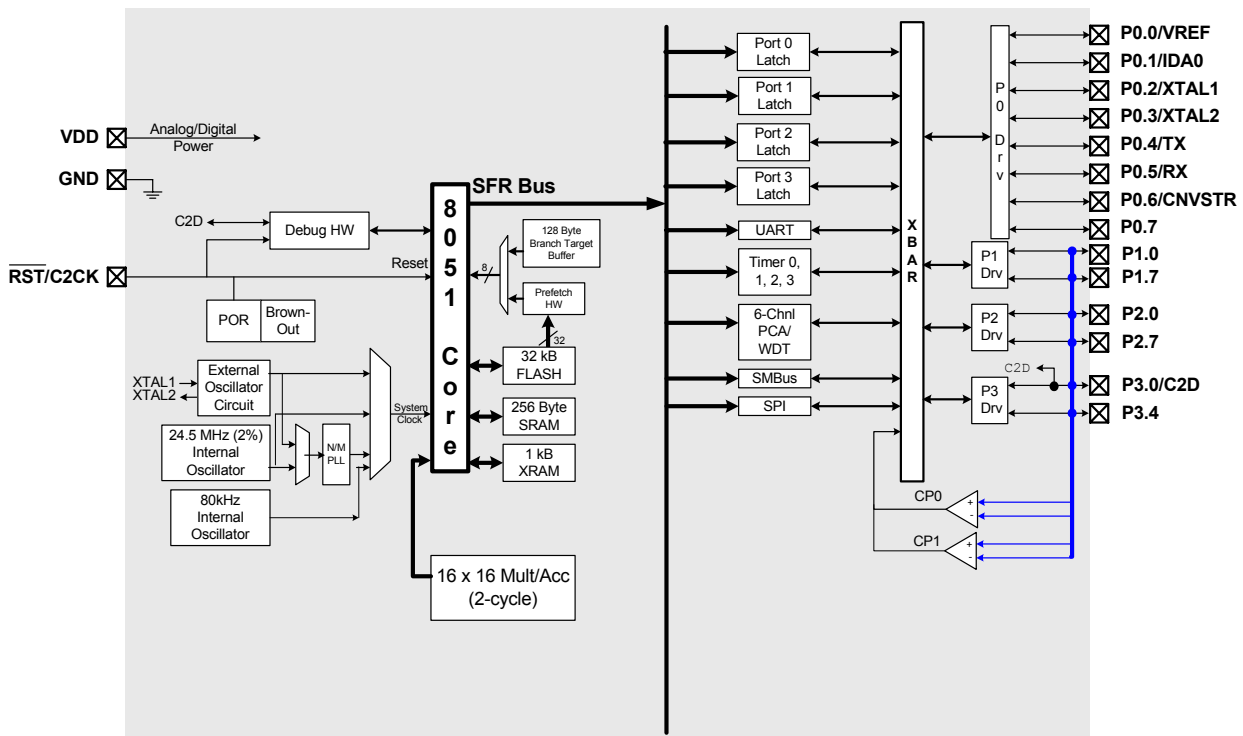 VDD
Analog/Digital
Power
GND
C2D
Debug HW
RST/C2CK
Reset
POR
Brown-
Out
XTAL1
XTAL2
External
Oscillator
Circuit
24.5 MHz (2%)
Internal
Oscillator
N/M
PLL
80kHz
Internal
Oscillator
System
Clock
8
0
5
1
C
o
r
e
SFR Bus
128 Byte
Branch Target
Buffer
8
Prefetch
HW
32
32 kB
FLASH
256 Byte
SRAM
1 kB
XRAM
16 x 16 Mult/Acc
(2-cycle)
Port 0
Latch
Port 1
Latch
Port 2
Latch
Port 3
Latch
UART
Timer 0,
1, 2, 3
6-Chnl
PCA/
WDT
SMBus
SPI
X
B
A
R
P
0
D
r
v
P1
Drv
P2
Drv
C2D
P3
Drv
CP0
+
-
CP1
+
-
P0.0/VREF
P0.1/IDA0
P0.2/XTAL1
P0.3/XTAL2
P0.4/TX
P0.5/RX
P0.6/CNVSTR
P0.7
P1.0
P1.7
P2.0
P2.7
P3.0/C2D
P3.4